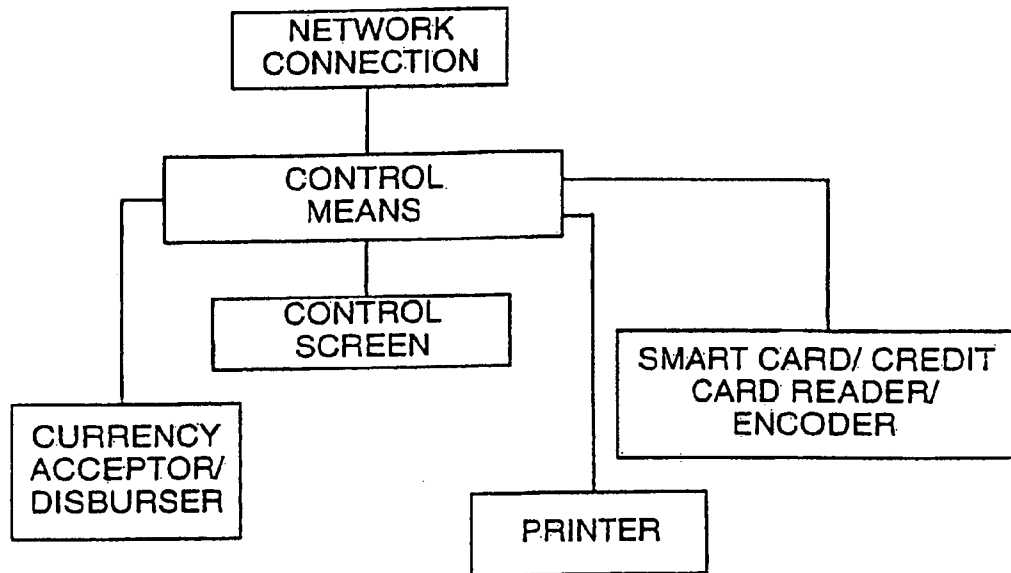 NETWORK
CONNECTION
CONTROL
MEANS
CONTROL
SCREEN
SMART CARD/ CREDIT
CARD READER/
ENCODER
CURRENCY
ACCEPTOR/
DISBURSER
PRINTER